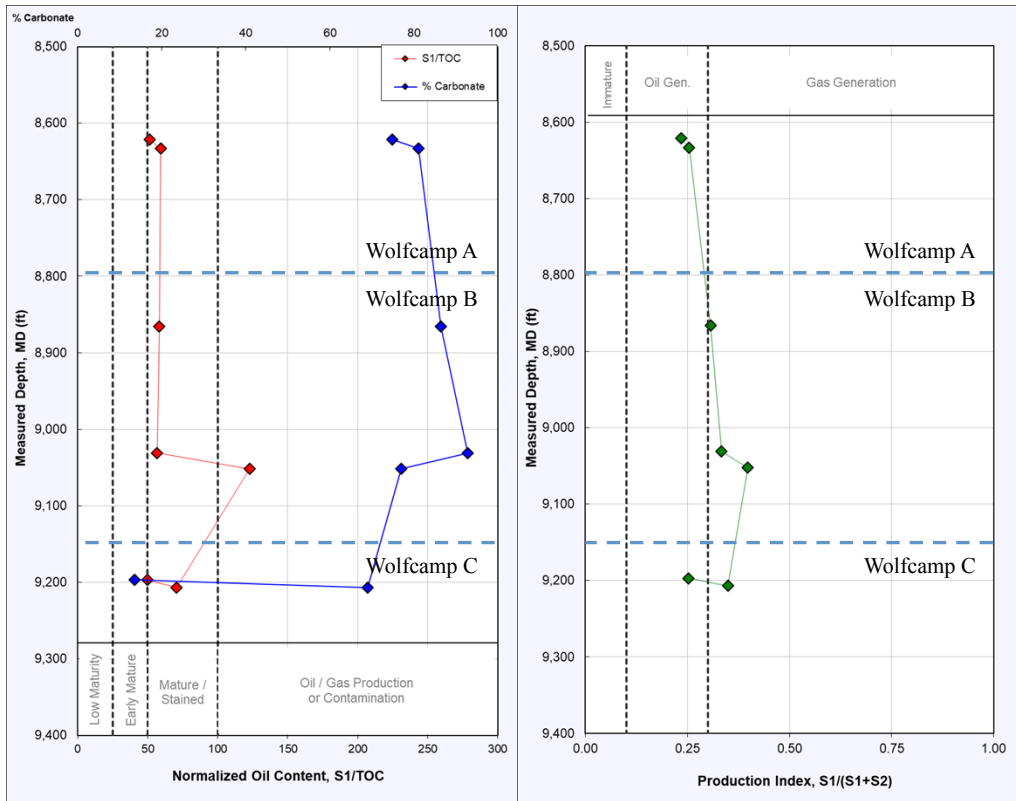 % Carbonate
0 20 40 60 80 100
8,500
8,600
8,700
8,800
8,900
9,000
9,100
9,200
9,300
9,400
Measured Depth, MD (ft)
S1/TOC
% Carbonate
Wolfcamp A
Wolfcamp B
Wolfcamp C
Low Maturity
Early Mature
Mature /
Stained
Oil / Gas Production
or Contamination
0 50 100 150 200 250 300
Normalized Oil Content, S1/TOC
8,500
8,600
8,700
8,800
8,900
9,000
9,100
9,200
9,300
9,400
Measured Depth, MD (ft)
Immature
Oil Gen.
Gas Generation
Wolfcamp A
Wolfcamp B
Wolfcamp C
0.00 0.25 0.50 0.75 1.00
Production Index, S1/(S1+S2)